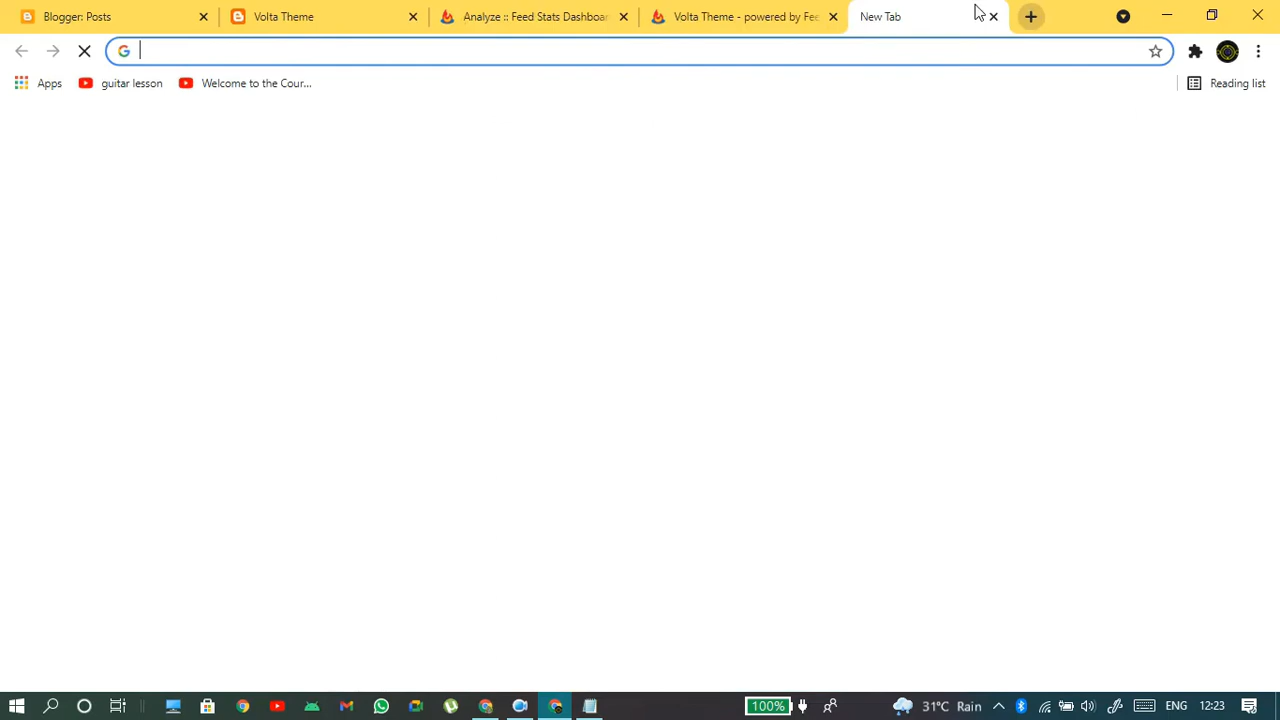 Blogger: Posts
Volta Theme
Analyze :: Feed Stats Dashboar
Volta Theme - powered by Fee
New Tab
Apps
guitar lesson
Welcome to the Cour...
Reading list
100%
31°C Rain
ENG
12:23